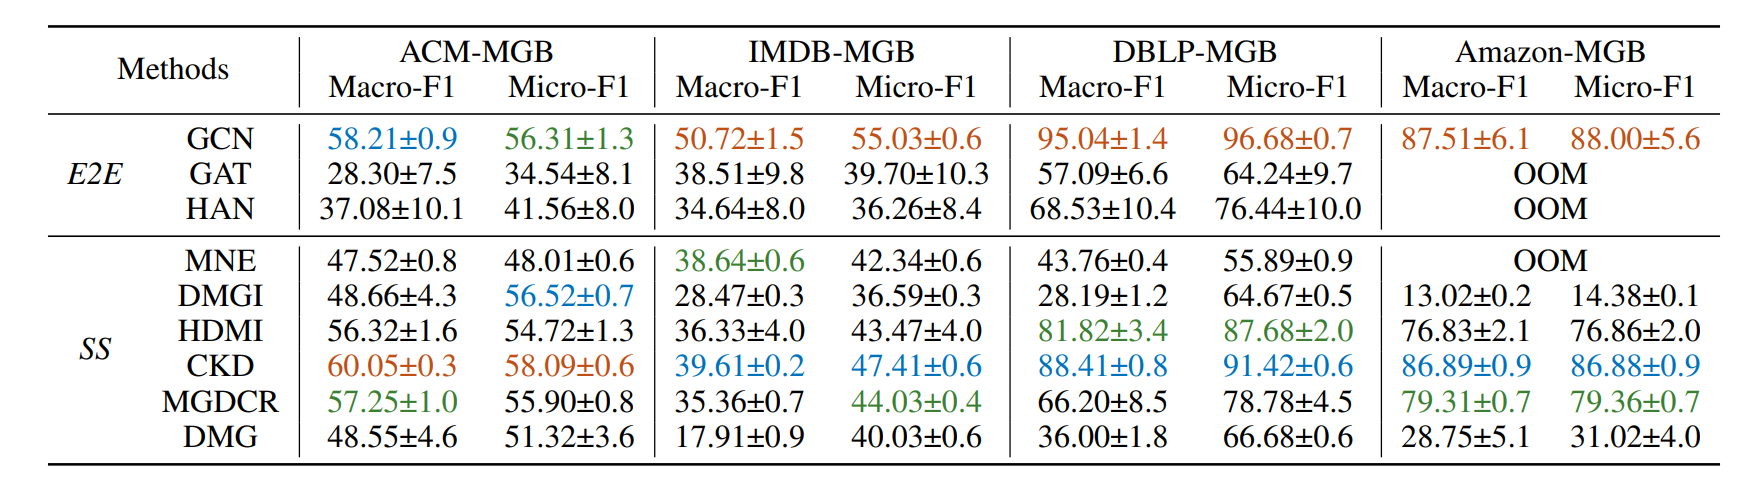 Methods ACM-MGB IMDB-MGB DBLP-MGB Amazon-MGB
Macro-F1 Micro-F1 Macro-F1 Micro-F1 Macro-F1 Micro-F1 Macro-F1 Micro-F1
E2E GCN 58.21±0.9 56.31±1.3 50.72±1.5 55.03±0.6 95.04±1.4 96.68±0.7 87.51±6.1 88.00±5.6
GAT 28.30±7.5 34.54±8.1 38.51±9.8 39.70±10.3 57.09±6.6 64.24±9.7 OOM
HAN 37.08±10.1 41.56±8.0 34.64±8.0 36.26±8.4 68.53±10.4 76.44±10.0 OOM
SS MNE 47.52±0.8 48.01±0.6 38.64±0.6 42.34±0.6 43.76±0.4 55.89±0.9 OOM
DMGI 48.66±4.3 56.52±0.7 28.47±0.3 36.59±0.3 28.19±1.2 64.67±0.5 13.02±0.2 14.38±0.1
HDMI 56.32±1.6 54.72±1.3 36.33±4.0 43.47±4.0 81.82±3.4 87.68±2.0 76.83±2.1 76.86±2.0
CKD 60.05±0.3 58.09±0.6 39.61±0.2 47.41±0.6 88.41±0.8 91.42±0.6 86.89±0.9 86.88±0.9
MGDCR 57.25±1.0 55.90±0.8 35.36±0.7 44.03±0.4 66.20±8.5 78.78±4.5 79.31±0.7 79.36±0.7
DMG 48.55±4.6 51.32±3.6 17.91±0.9 40.03±0.6 36.00±1.8 66.68±0.6 28.75±5.1 31.02±4.0